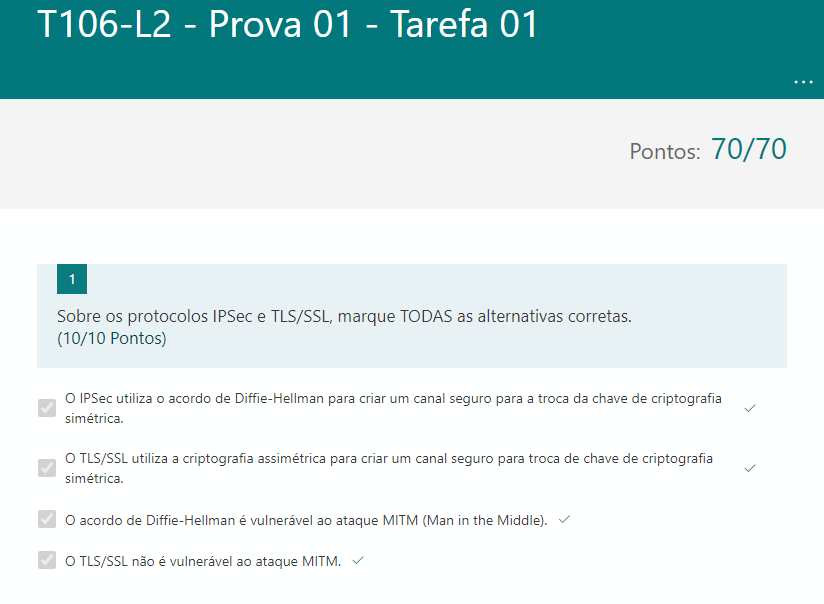 T106-L2 - Prova 01 - Tarefa 01
...
Pontos: 70/70
1
Sobre os protocolos IPSec e TLS/SSL, marque TODAS as alternativas corretas.
(10/10 Pontos)
O IPSec utiliza o acordo de Diffie-Hellman para criar um canal seguro para a troca da chave de criptografia
simétrica.
O TLS/SSL utiliza a criptografia assimétrica para criar um canal seguro para troca de chave de criptografia
simétrica.
O acordo de Diffie-Hellman é vulnerável ao ataque MITM (Man in the Middle).
O TLS/SSL não é vulnerável ao ataque MITM.